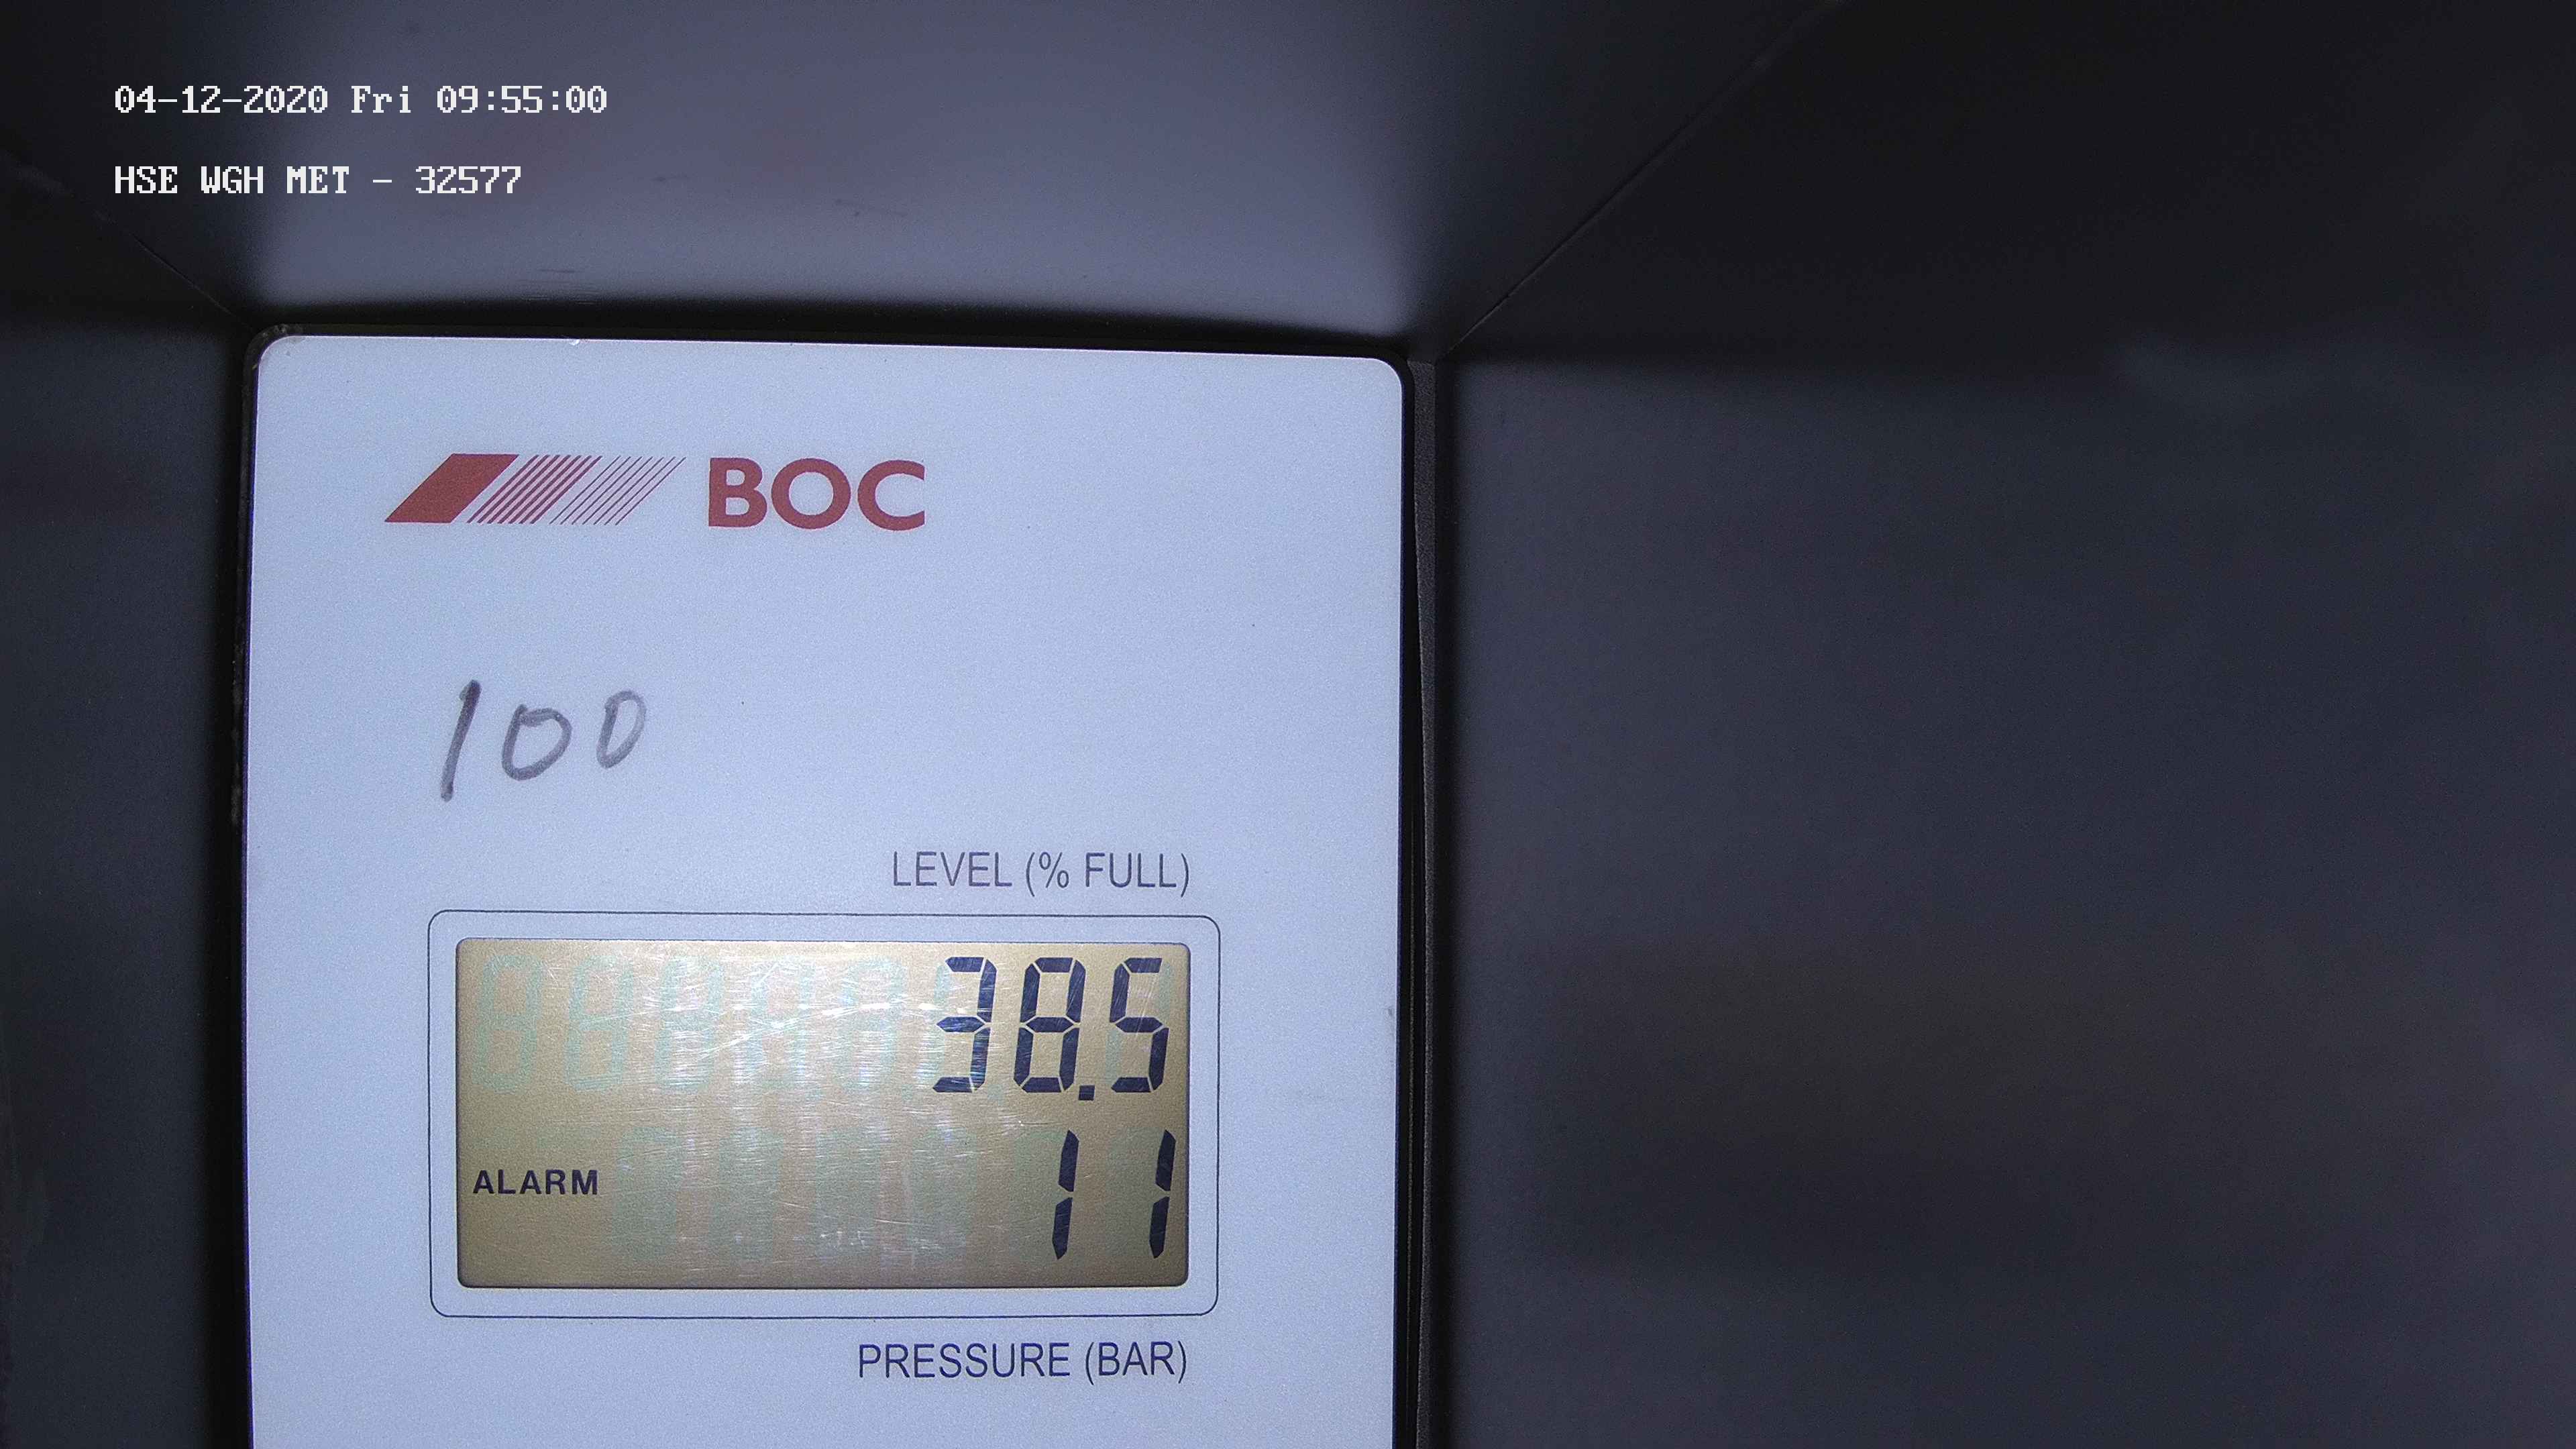 04-12-2020 Fri 09:55:00
HSE WGH MET - 32577
BOC
100
LEVEL (% FULL)
38.5
ALARM 11
PRESSURE (BAR)